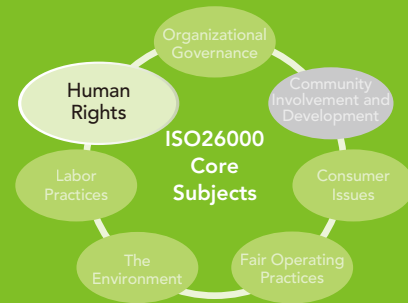 Organizational
Governance
Human
Rights
Community
Involvement and
Development
ISO26000
Core
Subjects
Labor
Practices
Consumer
Issues
The
Environment
Fair Operating
Practices